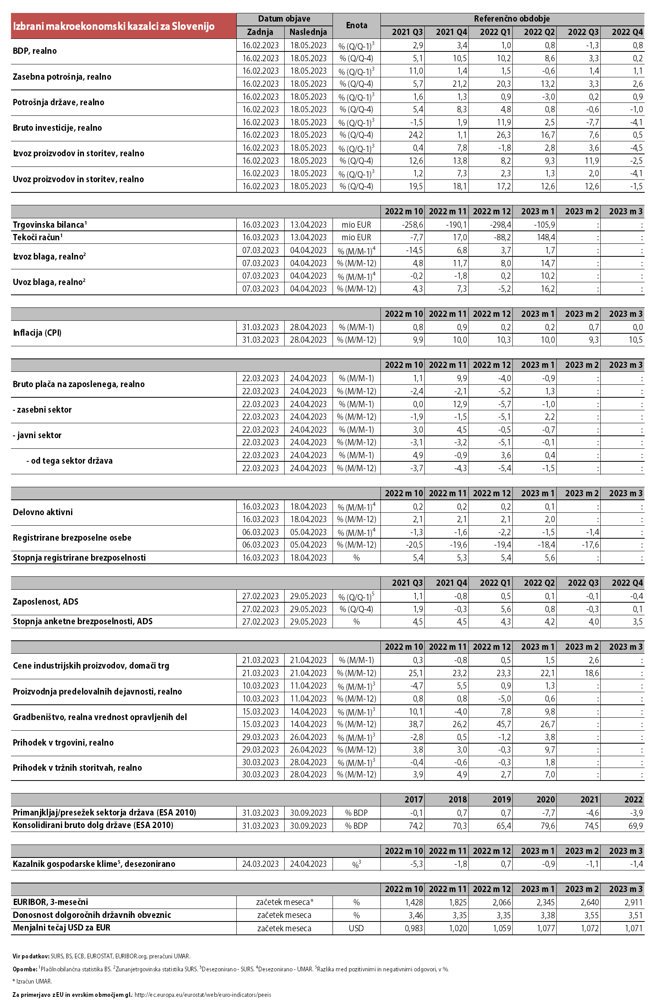 Izbrani makroekonomski kazalci za Slovenijo Datum objave Enota Referenčno obdobje
Zadnja Naslednja 2021 Q3 2021 Q4 2022 Q1 2022 Q2 2022 Q3 2022 Q4
BDP, realno 16.02.2023 18.05.2023 % (Q/Q-1)³ 2,9 3,4 1,0 0,8 -1,3 0,8
16.02.2023 18.05.2023 % (Q/Q-4) 5,1 10,5 10,2 8,6 3,3 0,2
Zasebna potrošnja, realno 16.02.2023 18.05.2023 % (Q/Q-1)³ 11,0 1,4 1,5 -0,6 1,4 1,1
16.02.2023 18.05.2023 % (Q/Q-4) 5,7 21,2 20,3 13,2 3,3 2,6
Potrošnja države, realno 16.02.2023 18.05.2023 % (Q/Q-1)³ 1,6 1,3 0,9 -3,0 0,2 0,9
16.02.2023 18.05.2023 % (Q/Q-4) 5,4 8,3 4,8 0,8 -0,6 -1,0
Bruto investicije, realno 16.02.2023 18.05.2023 % (Q/Q-1)³ -1,5 1,9 11,9 2,5 -7,7 -4,1
16.02.2023 18.05.2023 % (Q/Q-4) 24,2 1,1 26,3 16,7 7,6 0,5
Izvoz proizvodov in storitev, realno 16.02.2023 18.05.2023 % (Q/Q-1)³ 0,4 7,8 -1,8 2,8 3,6 -4,5
16.02.2023 18.05.2023 % (Q/Q-4) 12,6 13,8 8,2 9,3 11,9 -2,5
Uvoz proizvodov in storitev, realno 16.02.2023 18.05.2023 % (Q/Q-1)³ 1,2 7,3 2,3 1,3 2,0 -4,1
16.02.2023 18.05.2023 % (Q/Q-4) 19,5 18,1 17,2 12,6 12,6 -1,5
2022 m 10 2022 m 11 2022 m 12 2023 m 1 2023 m 2 2023 m 3
Trgovinska bilanca¹ 16.03.2023 13.04.2023 mio EUR -258,6 -190,1 -298,4 -105,9 : :
Tekoči račun¹ 16.03.2023 13.04.2023 mio EUR -7,7 17,0 -88,2 148,4 : :
Izvoz blaga, realno² 07.03.2023 04.04.2023 % (M/M-1)⁴ -14,5 6,8 3,7 1,7 : :
07.03.2023 04.04.2023 % (M/M-12) 4,8 11,7 8,0 14,7 : :
Uvoz blaga, realno² 07.03.2023 04.04.2023 % (M/M-1)⁴ -0,2 -1,8 0,2 10,2 : :
07.03.2023 04.04.2023 % (M/M-12) 4,3 7,3 -5,2 16,2 : :
2022 m 10 2022 m 11 2022 m 12 2023 m 1 2023 m 2 2023 m 3
Inflacija (CPI) 31.03.2023 28.04.2023 % (M/M-1) 0,8 0,9 0,2 0,2 0,7 0,0
31.03.2023 28.04.2023 % (M/M-12) 9,9 10,0 10,3 10,0 9,3 10,5
2022 m 10 2022 m 11 2022 m 12 2023 m 1 2023 m 2 2023 m 3
Bruto plača na zaposlenega, realno 22.03.2023 24.04.2023 % (M/M-1) 1,1 9,9 -4,0 -0,9 : :
22.03.2023 24.04.2023 % (M/M-12) -2,4 -2,1 -5,2 1,3 : :
- zasebni sektor 22.03.2023 24.04.2023 % (M/M-1) 0,0 12,9 -5,7 -1,0 : :
22.03.2023 24.04.2023 % (M/M-12) -1,9 -1,5 -5,1 2,2 : :
- javni sektor 22.03.2023 24.04.2023 % (M/M-1) 3,0 4,5 -0,5 -0,7 : :
22.03.2023 24.04.2023 % (M/M-12) -3,1 -3,2 -5,1 -0,1 : :
- od tega sektor država 22.03.2023 24.04.2023 % (M/M-1) 4,9 -0,9 3,6 0,4 : :
22.03.2023 24.04.2023 % (M/M-12) -3,7 -4,3 -5,4 -1,5 : :
2022 m 10 2022 m 11 2022 m 12 2023 m 1 2023 m 2 2023 m 3
Delovno aktivni 16.03.2023 18.04.2023 % (M/M-1)⁴ 0,2 0,2 0,2 0,1 : :
16.03.2023 18.04.2023 % (M/M-12) 2,1 2,1 2,1 2,0 : :
Registrirane brezposelne osebe 06.03.2023 05.04.2023 % (M/M-1)⁴ -1,3 -1,6 -2,2 -1,5 -1,4 :
06.03.2023 05.04.2023 % (M/M-12) -20,5 -19,6 -19,4 -18,4 -17,6 :
Stopnja registrirane brezposelnosti 16.03.2023 18.04.2023 % 5,4 5,3 5,4 5,6 : :
2021 Q3 2021 Q4 2022 Q1 2022 Q2 2022 Q3 2022 Q4
Zaposlenost, ADS 27.02.2023 29.05.2023 % (Q/Q-1)⁵ 1,1 -0,8 0,5 0,1 -0,1 -0,4
27.02.2023 29.05.2023 % (Q/Q-4) 1,9 -0,3 5,6 0,8 -0,3 0,1
Stopnja anketne brezposelnosti, ADS 27.02.2023 29.05.2023 % 4,5 4,5 4,3 4,2 4,0 3,5
2022 m 10 2022 m 11 2022 m 12 2023 m 1 2023 m 2 2023 m 3
Cene industrijskih proizvodov, domači trg 21.03.2023 21.04.2023 % (M/M-1) 0,3 -0,8 0,5 1,5 2,6 :
21.03.2023 21.04.2023 % (M/M-12) 25,1 23,2 23,3 22,1 18,6 :
Proizvodnja predelovalnih dejavnosti, realno 10.03.2023 11.04.2023 % (M/M-1)³ -4,7 5,5 0,9 1,3 : :
10.03.2023 11.04.2023 % (M/M-12) 0,8 0,8 -5,0 0,6 : :
Gradbeništvo, realna vrednost opravljenih del 15.03.2023 14.04.2023 % (M/M-1)³ 10,1 -4,0 7,8 9,8 : :
15.03.2023 14.04.2023 % (M/M-12) 38,7 26,2 45,7 26,7 : :
Prihodek v trgovini, realno 29.03.2023 26.04.2023 % (M/M-1)³ -2,8 0,5 -1,2 3,8 : :
29.03.2023 26.04.2023 % (M/M-12) 3,8 3,0 -0,3 9,7 : :
Prihodek v tržnih storitvah, realno 30.03.2023 28.04.2023 % (M/M-1)³ -0,4 -0,6 -0,3 1,8 : :
30.03.2023 28.04.2023 % (M/M-12) 3,9 4,9 2,7 7,0 : :
2017 2018 2019 2020 2021 2022
Primanjkljaj/presežek sektorja država (ESA 2010) 31.03.2023 30.09.2023 % BDP -0,1 0,7 0,7 -7,7 -4,6 -3,9
Konsolidirani bruto dolg države (ESA 2010) 31.03.2023 30.09.2023 % BDP 74,2 70,3 65,4 79,6 74,5 69,9
2022 m 10 2022 m 11 2022 m 12 2023 m 1 2023 m 2 2023 m 3
Kazalnik gospodarske klime⁵, desezonirano 24.03.2023 24.04.2023 %³ -5,3 -1,8 0,7 -0,9 -1,1 -1,4
2022 m 10 2022 m 11 2022 m 12 2023 m 1 2023 m 2 2023 m 3
EURIBOR, 3-mesečni začetek meseca* % 1,428 1,825 2,066 2,345 2,640 2,911
Donosnost dolgoročnih državnih obveznic začetek meseca % 3,46 3,35 3,35 3,38 3,55 3,51
Menjalni tečaj USD za EUR začetek meseca USD 0,983 1,020 1,059 1,077 1,072 1,071
Vir podatkov: SURS, BS, ECB, EUROSTAT, EURIBOR.org, preračuni UMAR.
Opombe: ¹Plačilnobilančna statistika BS. ²Zunanjetrgovinska statistika SURS. ³Desezonirano - SURS. ⁴Desezonirano - UMAR. ⁵Razlika med pozitivnimi in negativnimi odgovori, v %.
* Izračun UMAR.
Za primerjavo z EU in evrskim območjem gl.: http://ec.europa.eu/eurostat/web/euro-indicators/peeis